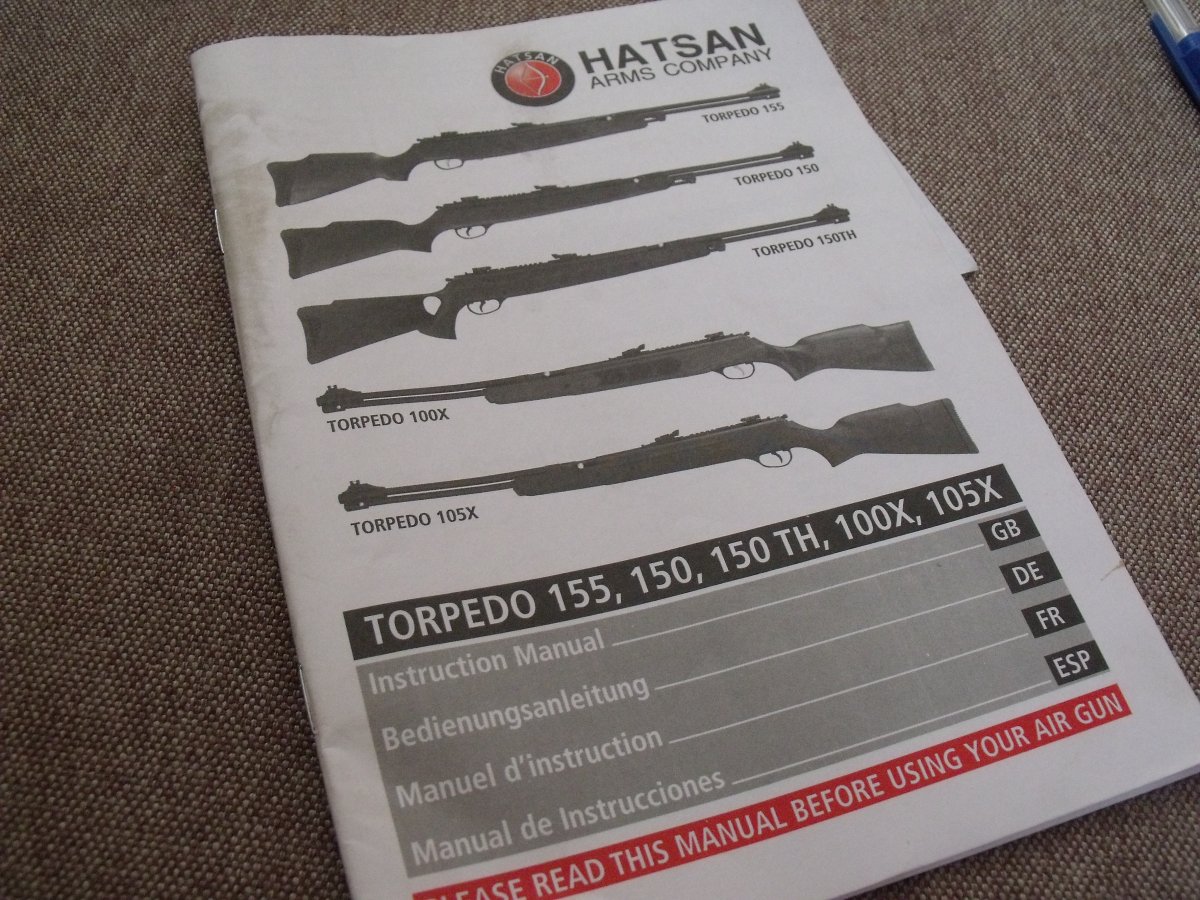 HATSAN
HATSAN
ARMS COMPANY
TORPEDO 155
TORPEDO 150
TORPEDO 150TH
TORPEDO 100X
TORPEDO 105X
TORPEDO 155, 150, 150 TH, 100X, 105X
Instruction Manual GB
Bedienungsanleitung DE
Manuel d'instruction FR
Manual de Instrucciones ESP
PLEASE READ THIS MANUAL BEFORE USING YOUR AIR GUN